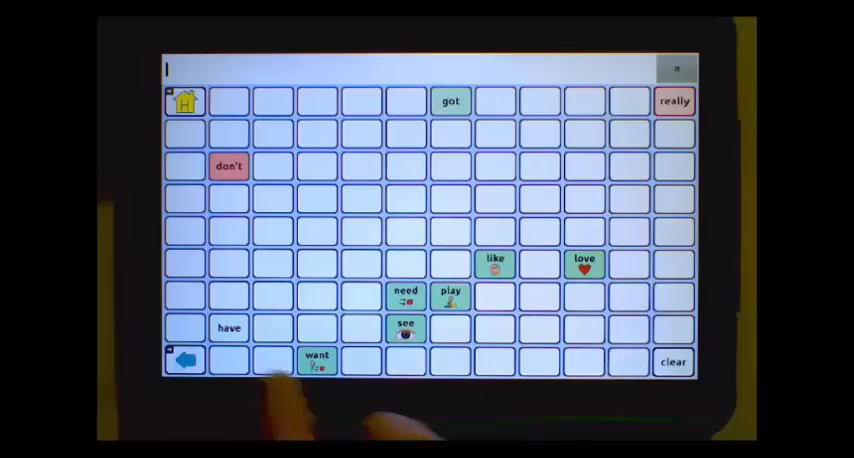 got
really
don't
like
love
need
play
have
see
want
clear